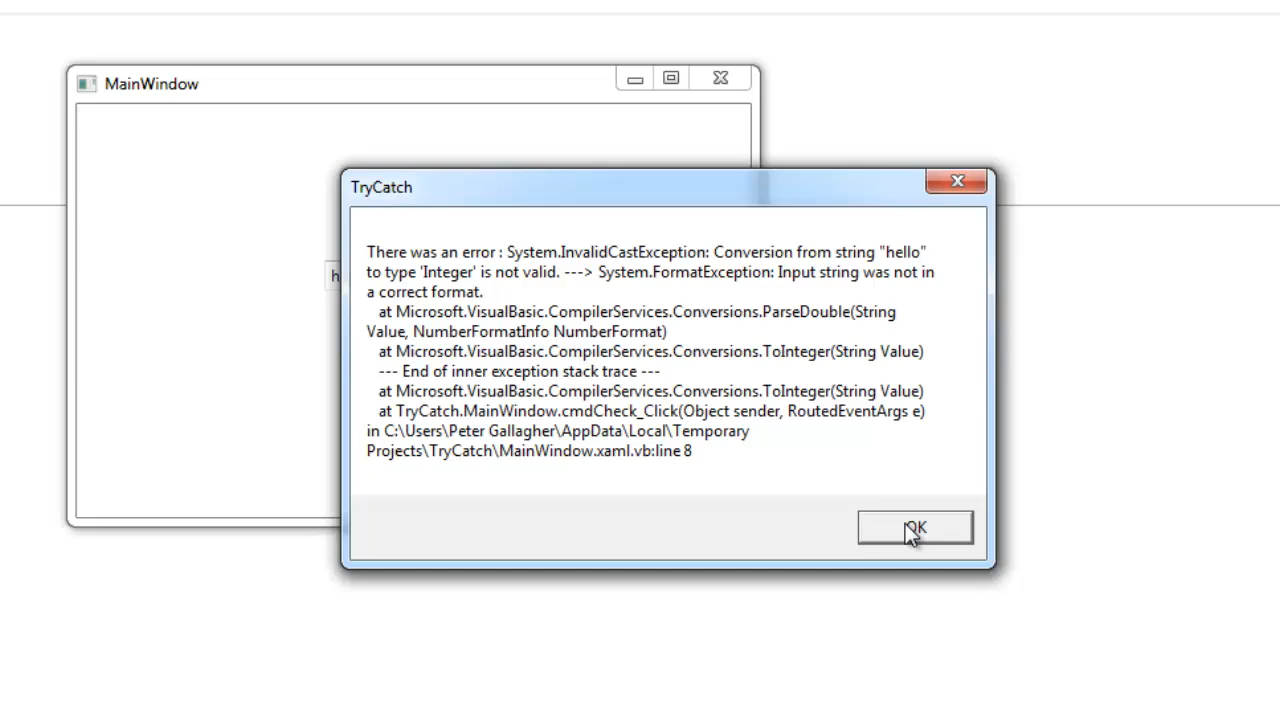 MainWindow
TryCatch
There was an error : System.InvalidCastException: Conversion from string "hello"
to type 'Integer' is not valid. ---> System.FormatException: Input string was not in
a correct format.
at Microsoft.VisualBasic.CompilerServices.Conversions.ParseDouble(String
Value, NumberFormatInfo NumberFormat)
at Microsoft.VisualBasic.CompilerServices.Conversions.ToInteger(String Value)
--- End of inner exception stack trace ---
at Microsoft.VisualBasic.CompilerServices.Conversions.ToInteger(String Value)
at TryCatch.MainWindow.cmdCheck_Click(Object sender, RoutedEventArgs e)
in C:\Users\Peter Gallagher\AppData\Local\Temporary
Projects\TryCatch\MainWindow.xaml.vb:line 8
OK